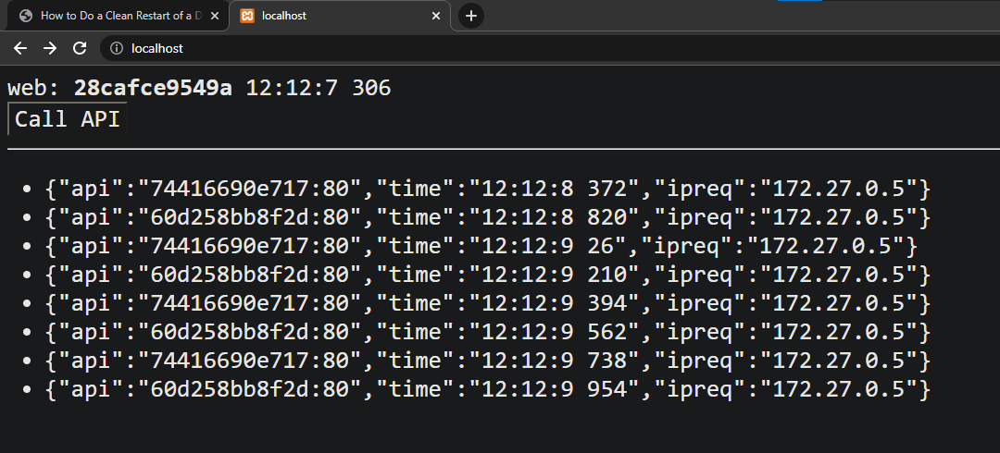 How to Do a Clean Restart of a D
localhost
localhost
web: 28cafce9549a 12:12:7 306
Call API
{"api":"74416690e717:80","time":"12:12:8 372","ipreq":"172.27.0.5"}
{"api":"60d258bb8f2d:80","time":"12:12:8 820","ipreq":"172.27.0.5"}
{"api":"74416690e717:80","time":"12:12:9 26","ipreq":"172.27.0.5"}
{"api":"60d258bb8f2d:80","time":"12:12:9 210","ipreq":"172.27.0.5"}
{"api":"74416690e717:80","time":"12:12:9 394","ipreq":"172.27.0.5"}
{"api":"60d258bb8f2d:80","time":"12:12:9 562","ipreq":"172.27.0.5"}
{"api":"74416690e717:80","time":"12:12:9 738","ipreq":"172.27.0.5"}
{"api":"60d258bb8f2d:80","time":"12:12:9 954","ipreq":"172.27.0.5"}